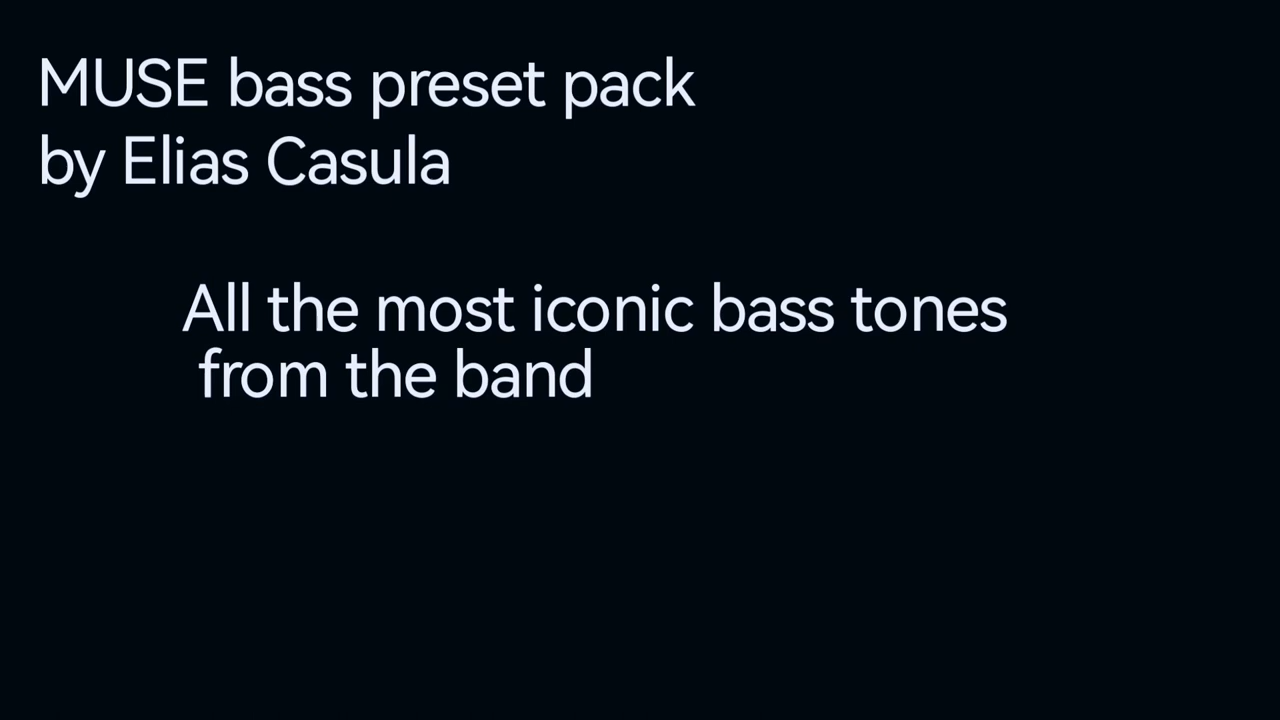 MUSE bass preset pack
by Elias Casula
All the most iconic bass tones
from the band